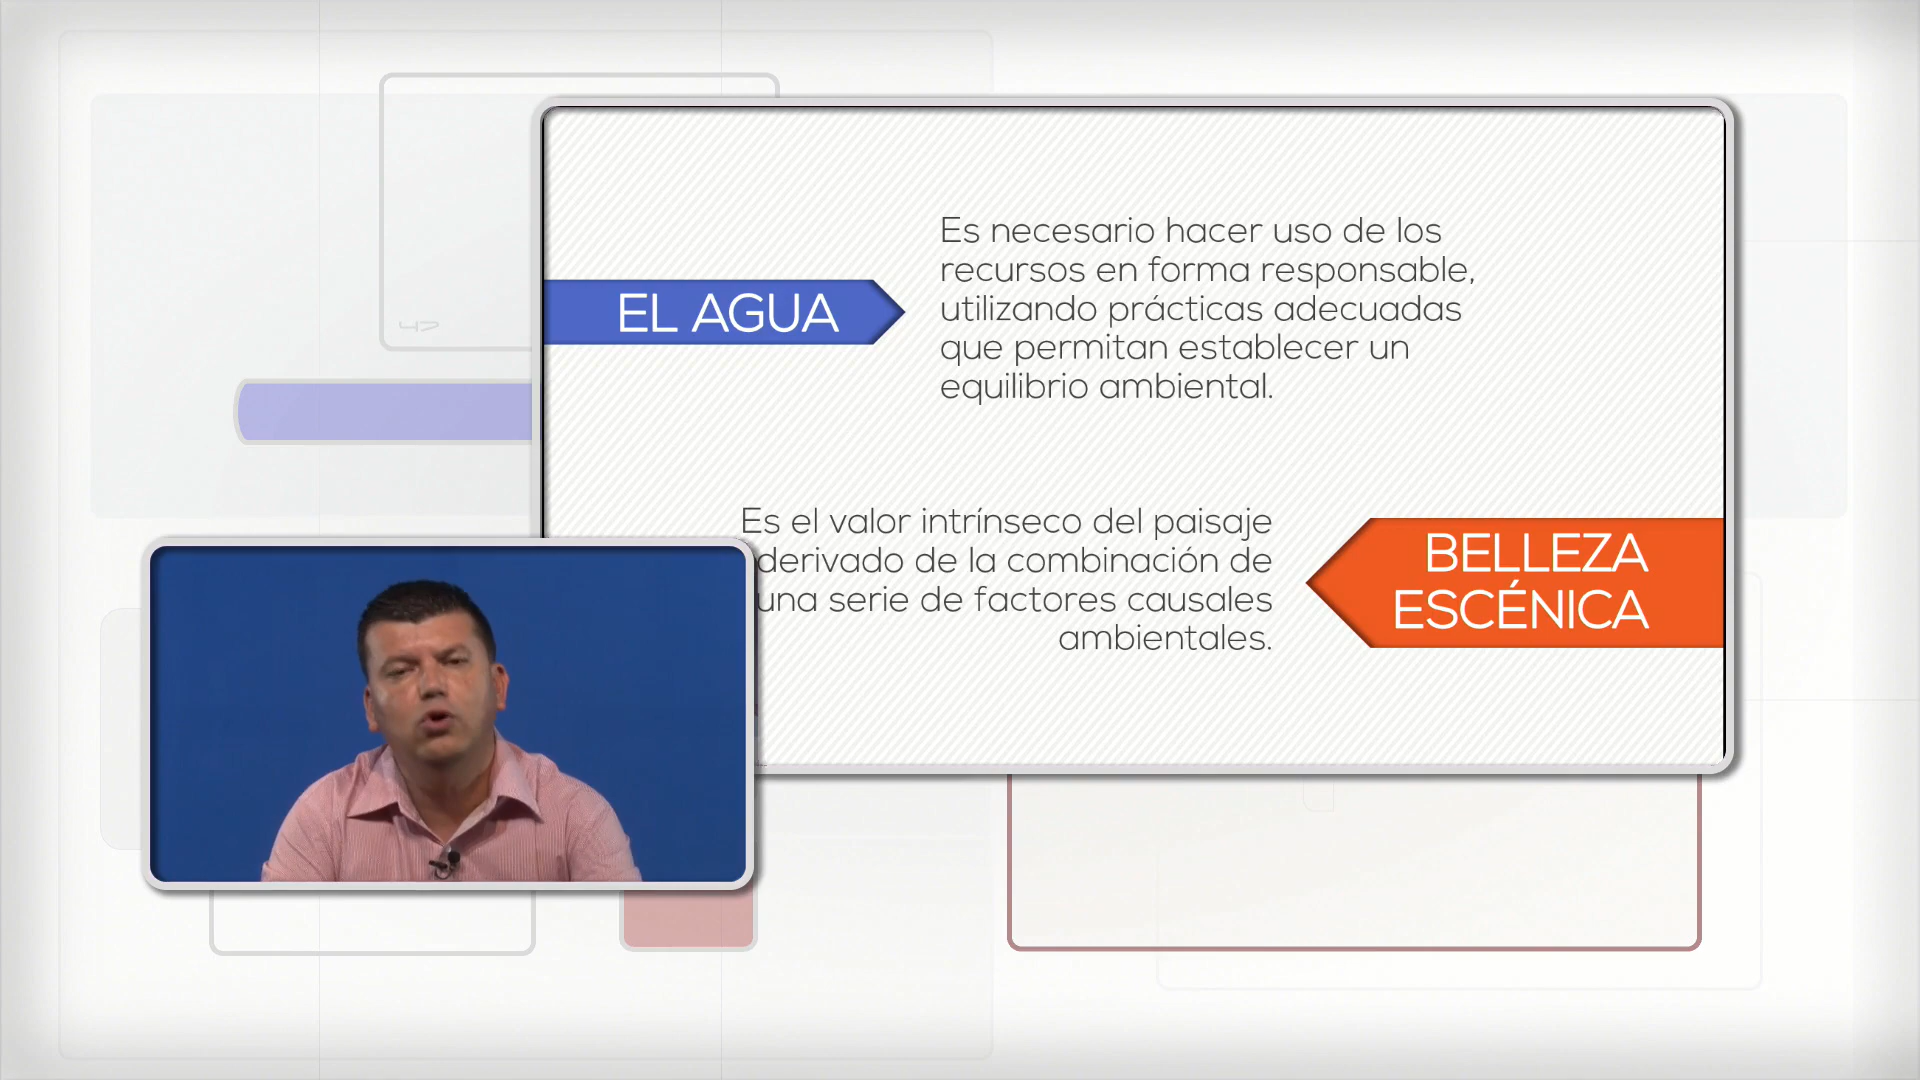 EL AGUA
Es necesario hacer uso de los
recursos en forma responsable,
utilizando prácticas adecuadas
que permitan establecer un
equilibrio ambiental.
Es el valor intrínseco del paisaje
derivado de la combinación de
una serie de factores causales
ambientales.
BELLEZA
ESCÉNICA